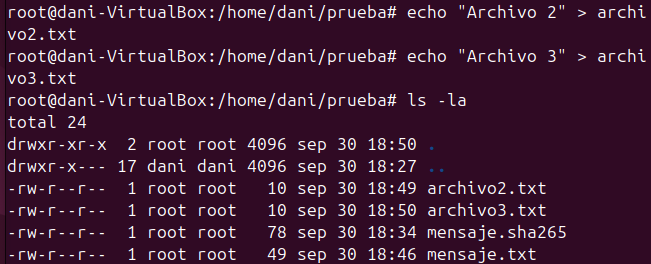 root@dani-VirtualBox:/home/dani/prueba# echo "Archivo 2" > archi
vo2.txt
root@dani-VirtualBox:/home/dani/prueba# echo "Archivo 3" > archi
vo3.txt
root@dani-VirtualBox:/home/dani/prueba# ls -la
total 24
drwxr-xr-x  2 root root 4096 sep 30 18:50 .
drwxr-x--- 17 dani dani 4096 sep 30 18:27 ..
-rw-r--r--  1 root root   10 sep 30 18:49 archivo2.txt
-rw-r--r--  1 root root   10 sep 30 18:50 archivo3.txt
-rw-r--r--  1 root root   78 sep 30 18:34 mensaje.sha265
-rw-r--r--  1 root root   49 sep 30 18:46 mensaje.txt